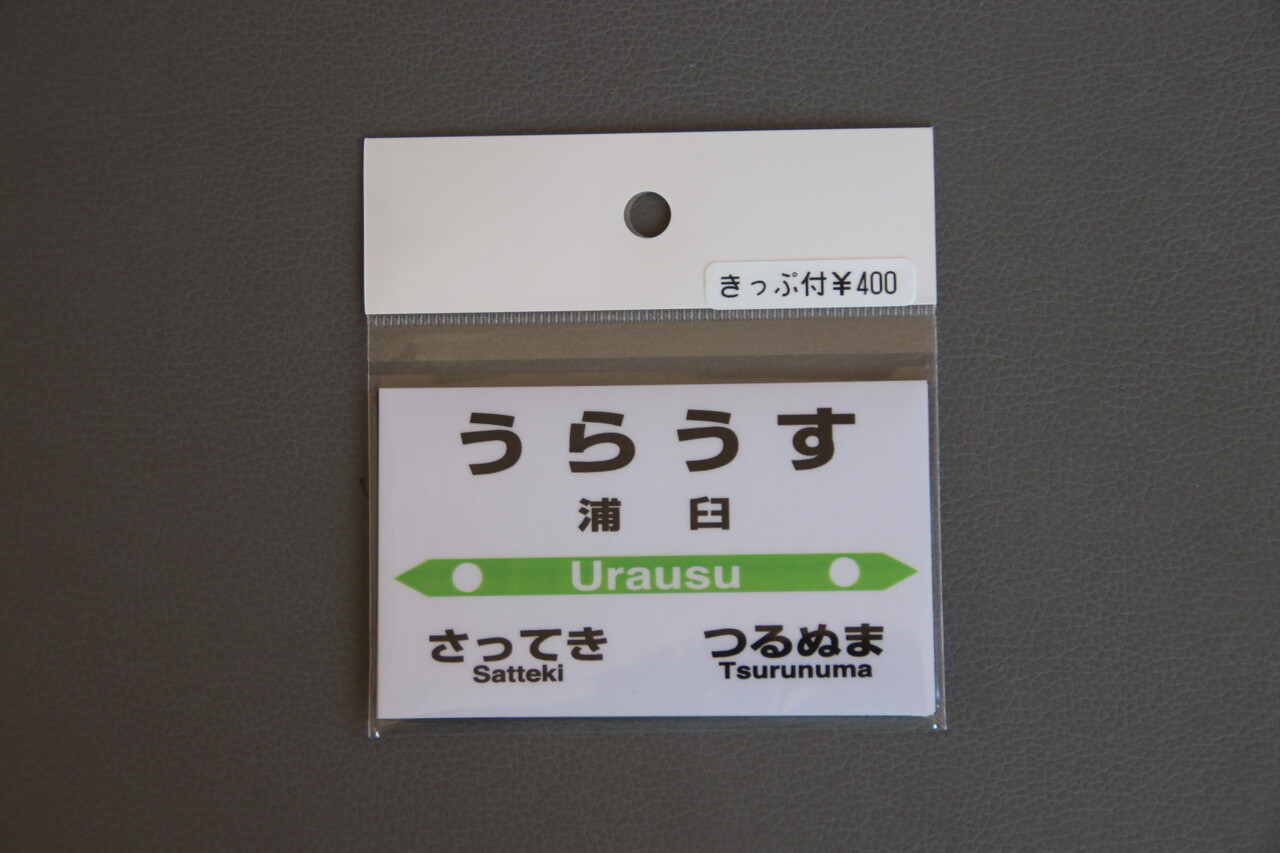 きっぷ付¥400
うらうす
浦臼
Urausu
さってき つるぬま
Satteki Tsurunuma